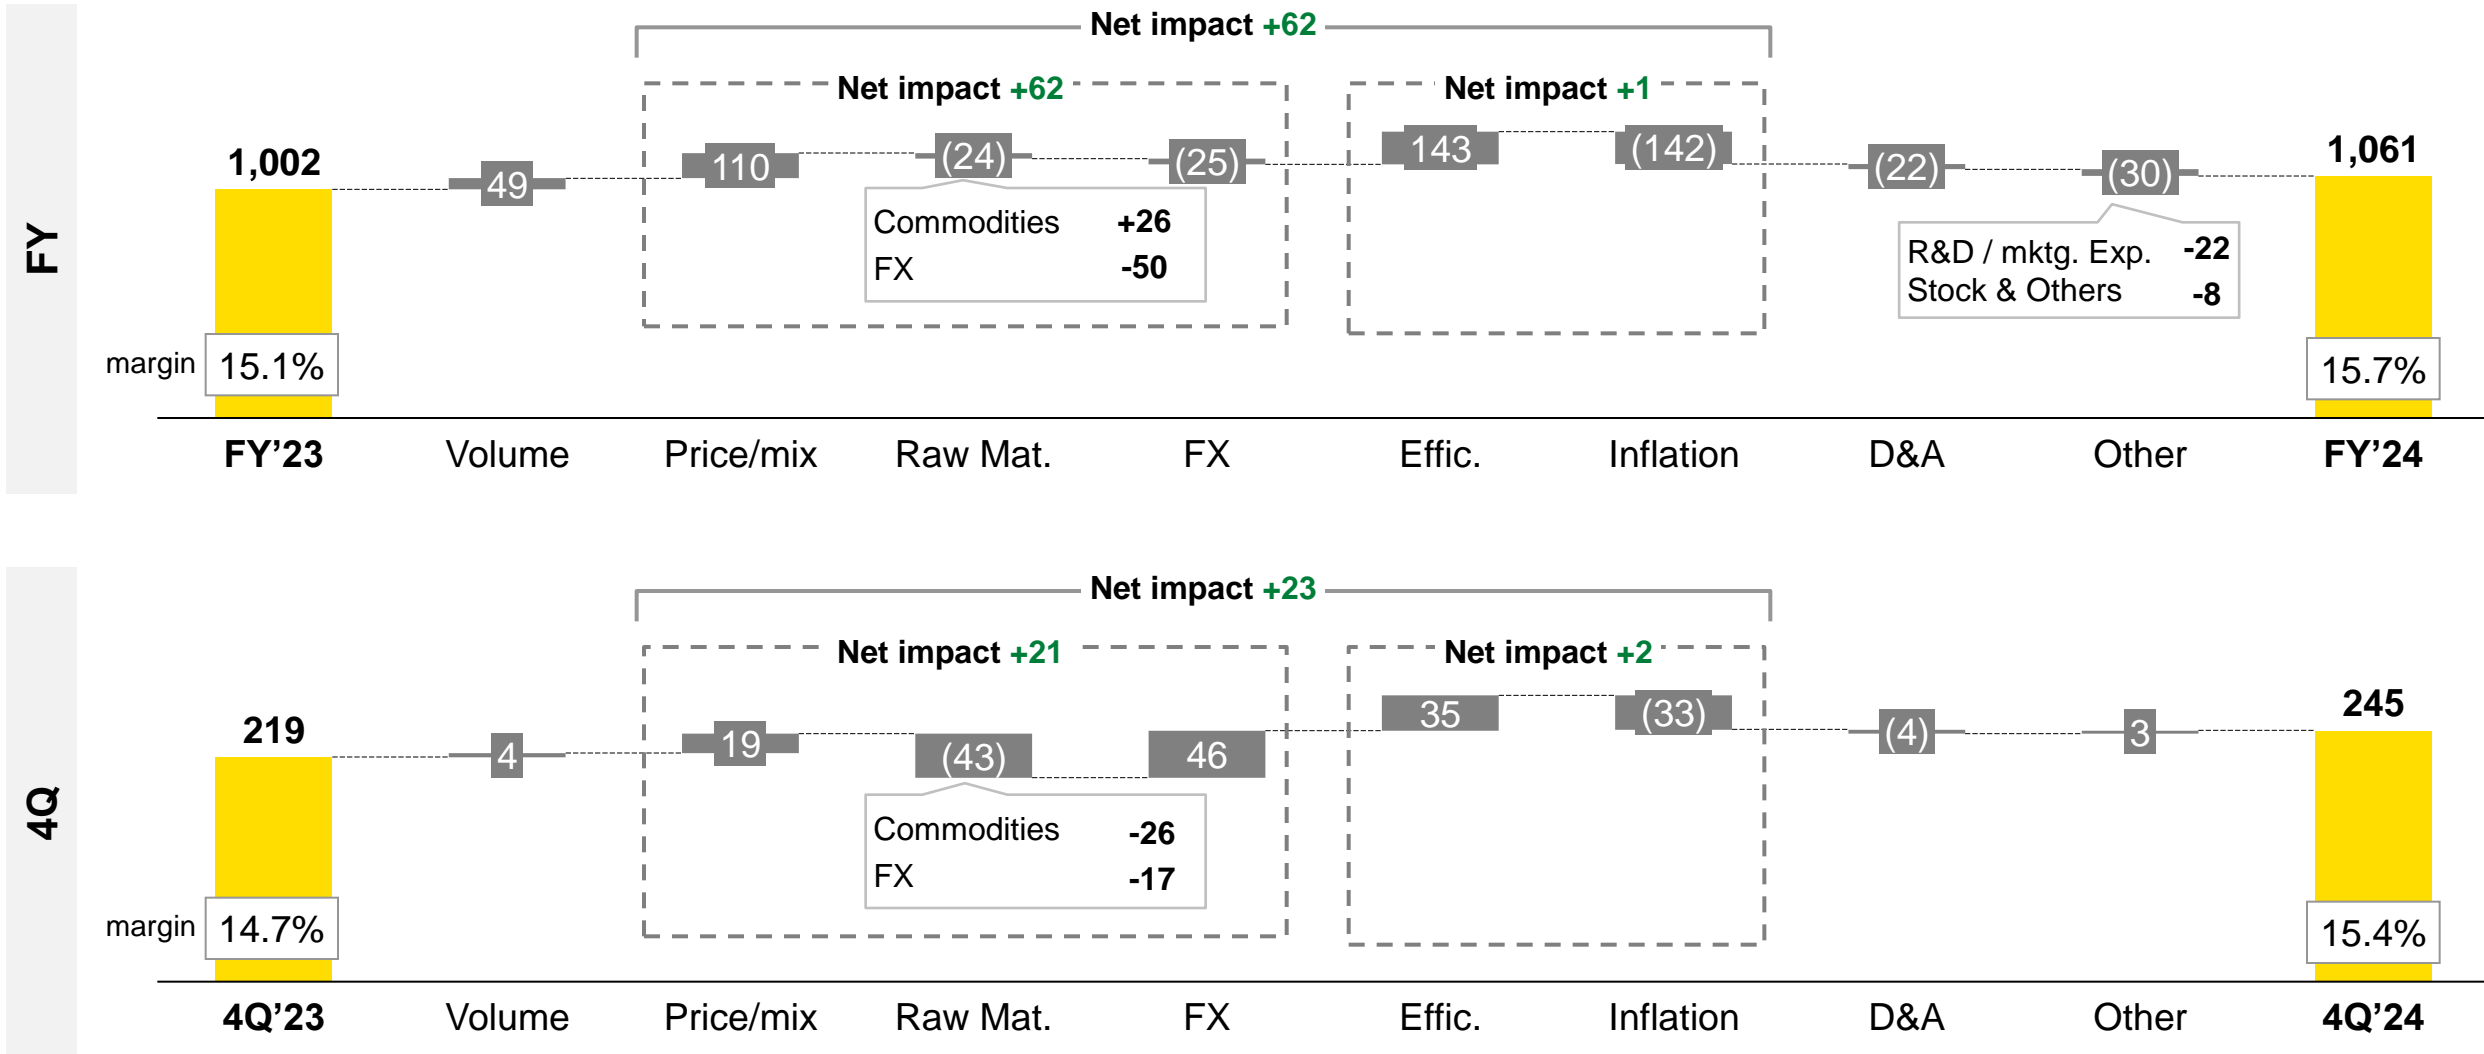 FY
Net impact +62
Net impact +62
Net impact +1
1,002
49
110
(24)
(25)
143
(142)
(22)
(30)
1,061
Commodities +26
FX -50
R&D / mktg. Exp. -22
Stock & Others -8
margin 15.1%
15.7%
FY’23 Volume Price/mix Raw Mat. FX Effic. Inflation D&A Other FY’24
4Q
Net impact +23
Net impact +21
Net impact +2
219
4
19
(43)
46
35
(33)
(4)
3
245
Commodities -26
FX -17
margin 14.7%
15.4%
4Q’23 Volume Price/mix Raw Mat. FX Effic. Inflation D&A Other 4Q’24